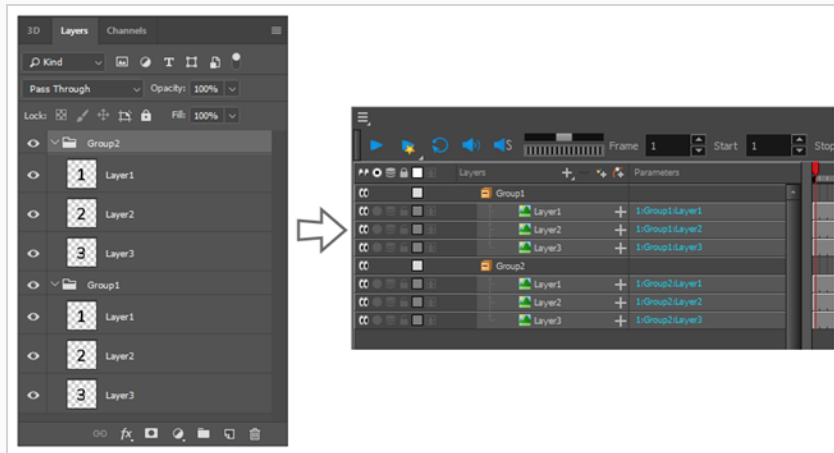 3D Layers Channels
Kind
Pass Through Opacity: 100%
Lock: Fill: 100%
Group2
1 Layer1
2 Layer2
3 Layer3
Group1
1 Layer1
2 Layer2
3 Layer3
fx
S Frame 1 Start 1 Stop
Layers Parameters
Group1
Layer1 1:Group1:Layer1
Layer2 1:Group1:Layer2
Layer3 1:Group1:Layer3
Group2
Layer1 1:Group2:Layer1
Layer2 1:Group2:Layer2
Layer3 1:Group2:Layer3